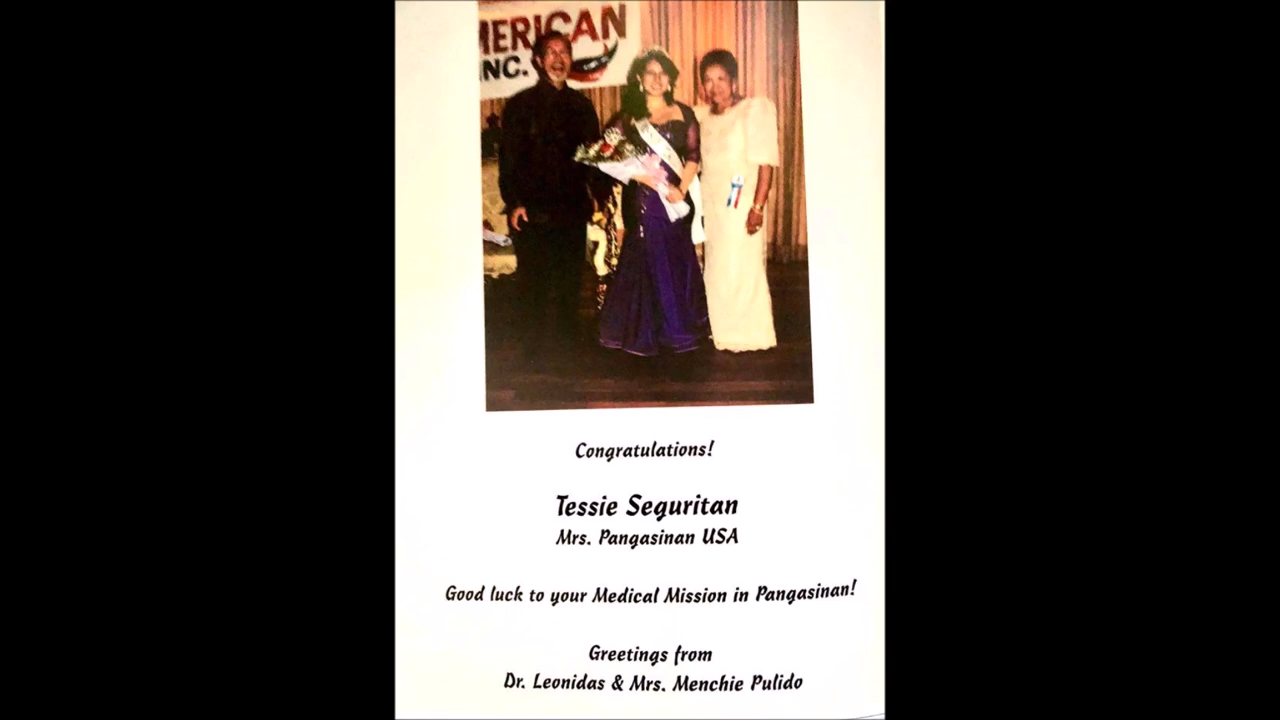 MERICAN
INC.
Congratulations!
Tessie Seguritan
Mrs. Pangasinan USA
Good luck to your Medical Mission in Pangasinan!
Greetings from
Dr. Leonidas & Mrs. Menchie Pulido